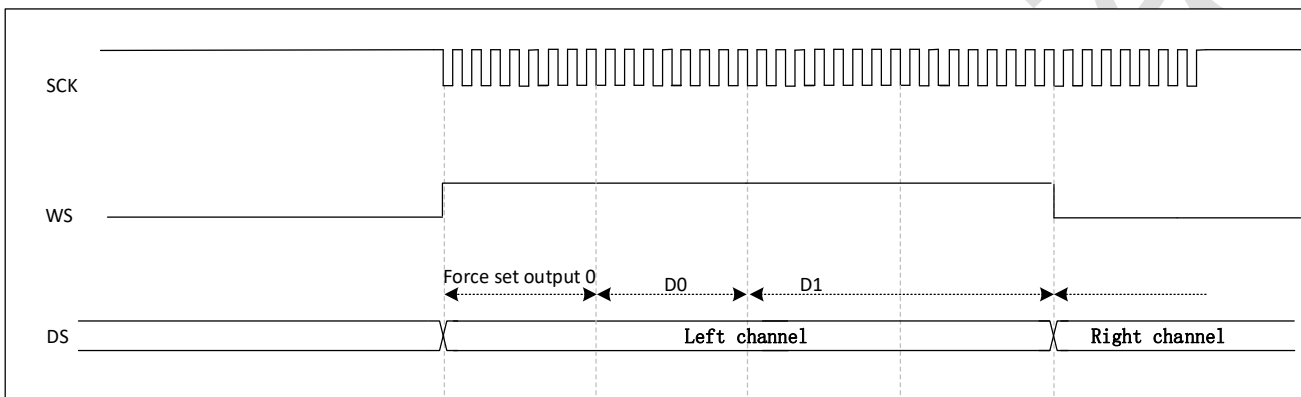 SCK
WS
Force set output 0
D0
D1
DS
Left channel
Right channel